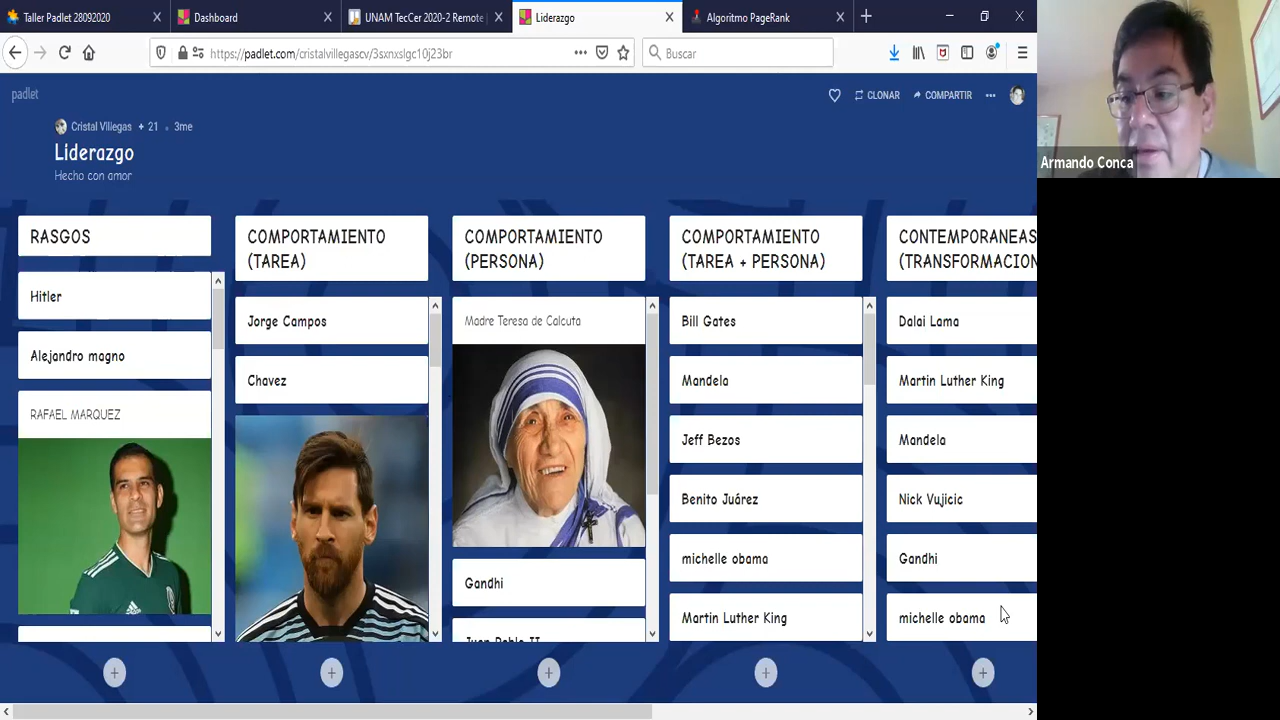 Taller Padlet 28092020
Dashboard
UNAM TecCer 2020-2 Remote
Liderazgo
Algoritmo PageRank
https://padlet.com/cristalvillegascv/3sxnxslgc10j23br
Buscar
padlet
CLONAR
COMPARTIR
Cristal Villegas + 21 3me
Liderazgo
Hecho con amor
RASGOS
Hitler
Alejandro magno
RAFAEL MARQUEZ
COMPORTAMIENTO
(TAREA)
Jorge Campos
Chavez
COMPORTAMIENTO
(PERSONA)
Madre Teresa de Calcuta
Gandhi
Juan Pablo II
COMPORTAMIENTO
(TAREA + PERSONA)
Bill Gates
Mandela
Jeff Bezos
Benito Juárez
michelle obama
Martin Luther King
CONTEMPORANEAS
(TRANSFORMACION
Dalai Lama
Martin Luther King
Mandela
Nick Vujicic
Gandhi
michelle obama
Armando Conca